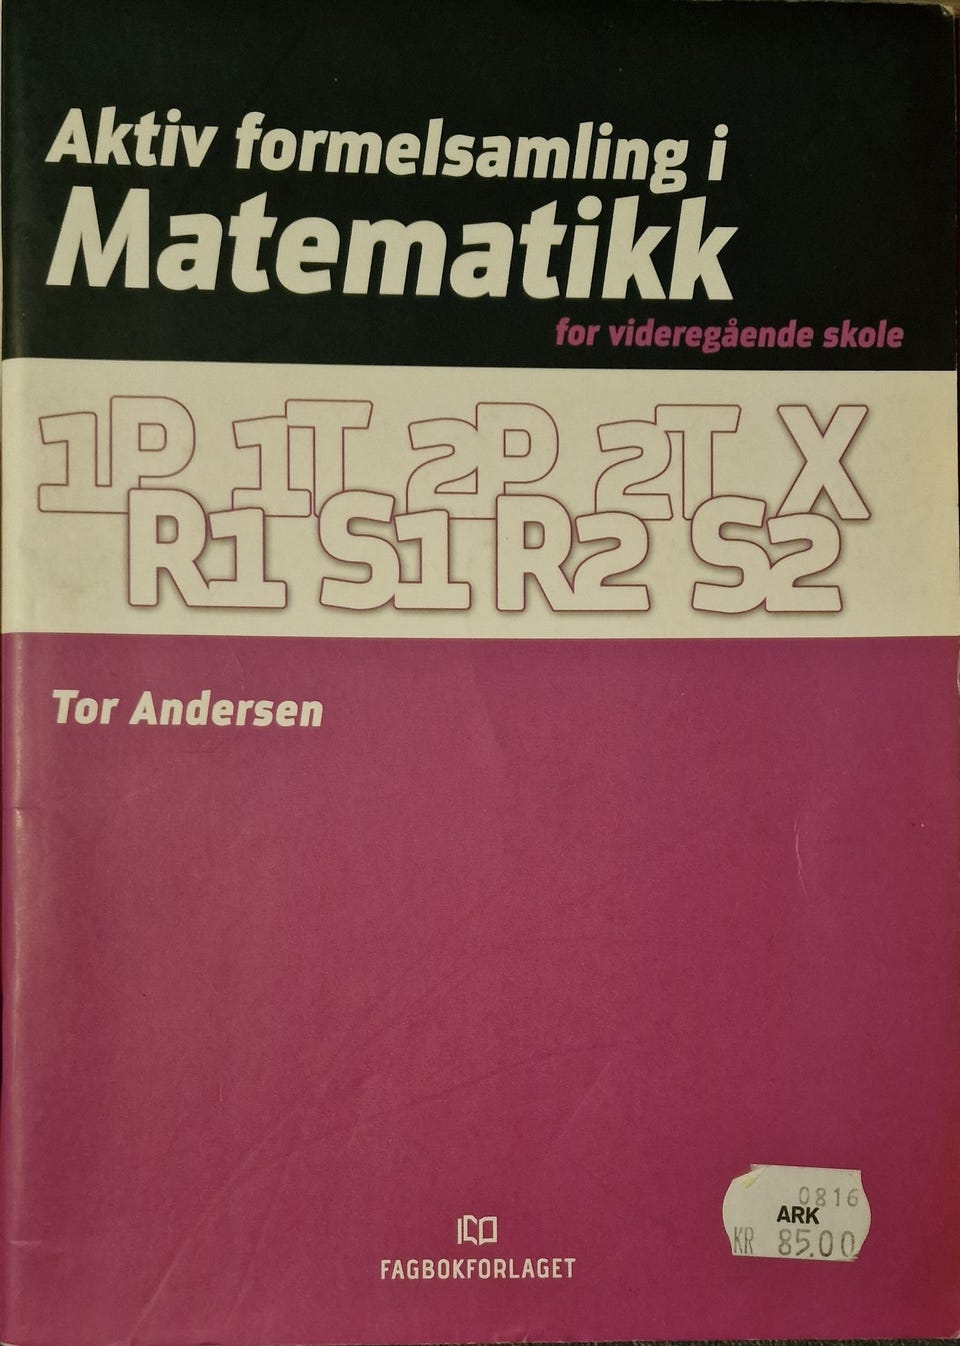 Aktiv formelsamling i
Matematikk
for videregående skole
1P 1T 2P 2T X
R1 S1 R2 S2
Tor Andersen
0816
ARK
KR 85.00
FAGBOKFORLAGET